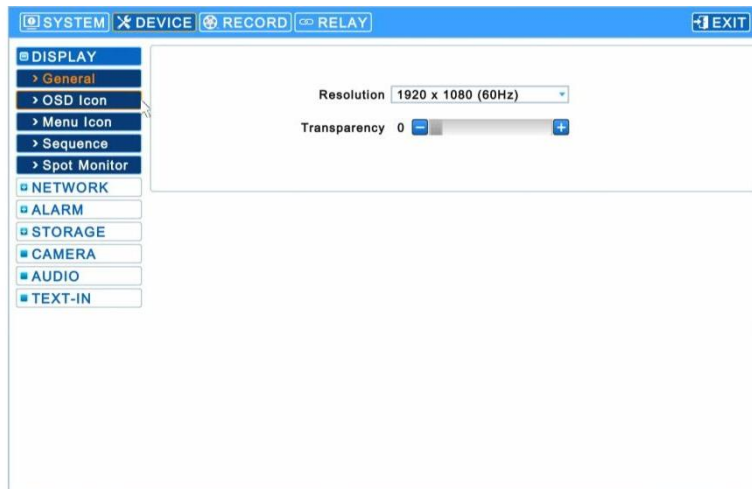 SYSTEM DEVICE RECORD RELAY EXIT
DISPLAY
> General
> OSD Icon
> Menu Icon
> Sequence
> Spot Monitor
NETWORK
ALARM
STORAGE
CAMERA
AUDIO
TEXT-IN
Resolution 1920 x 1080 (60Hz)
Transparency 0